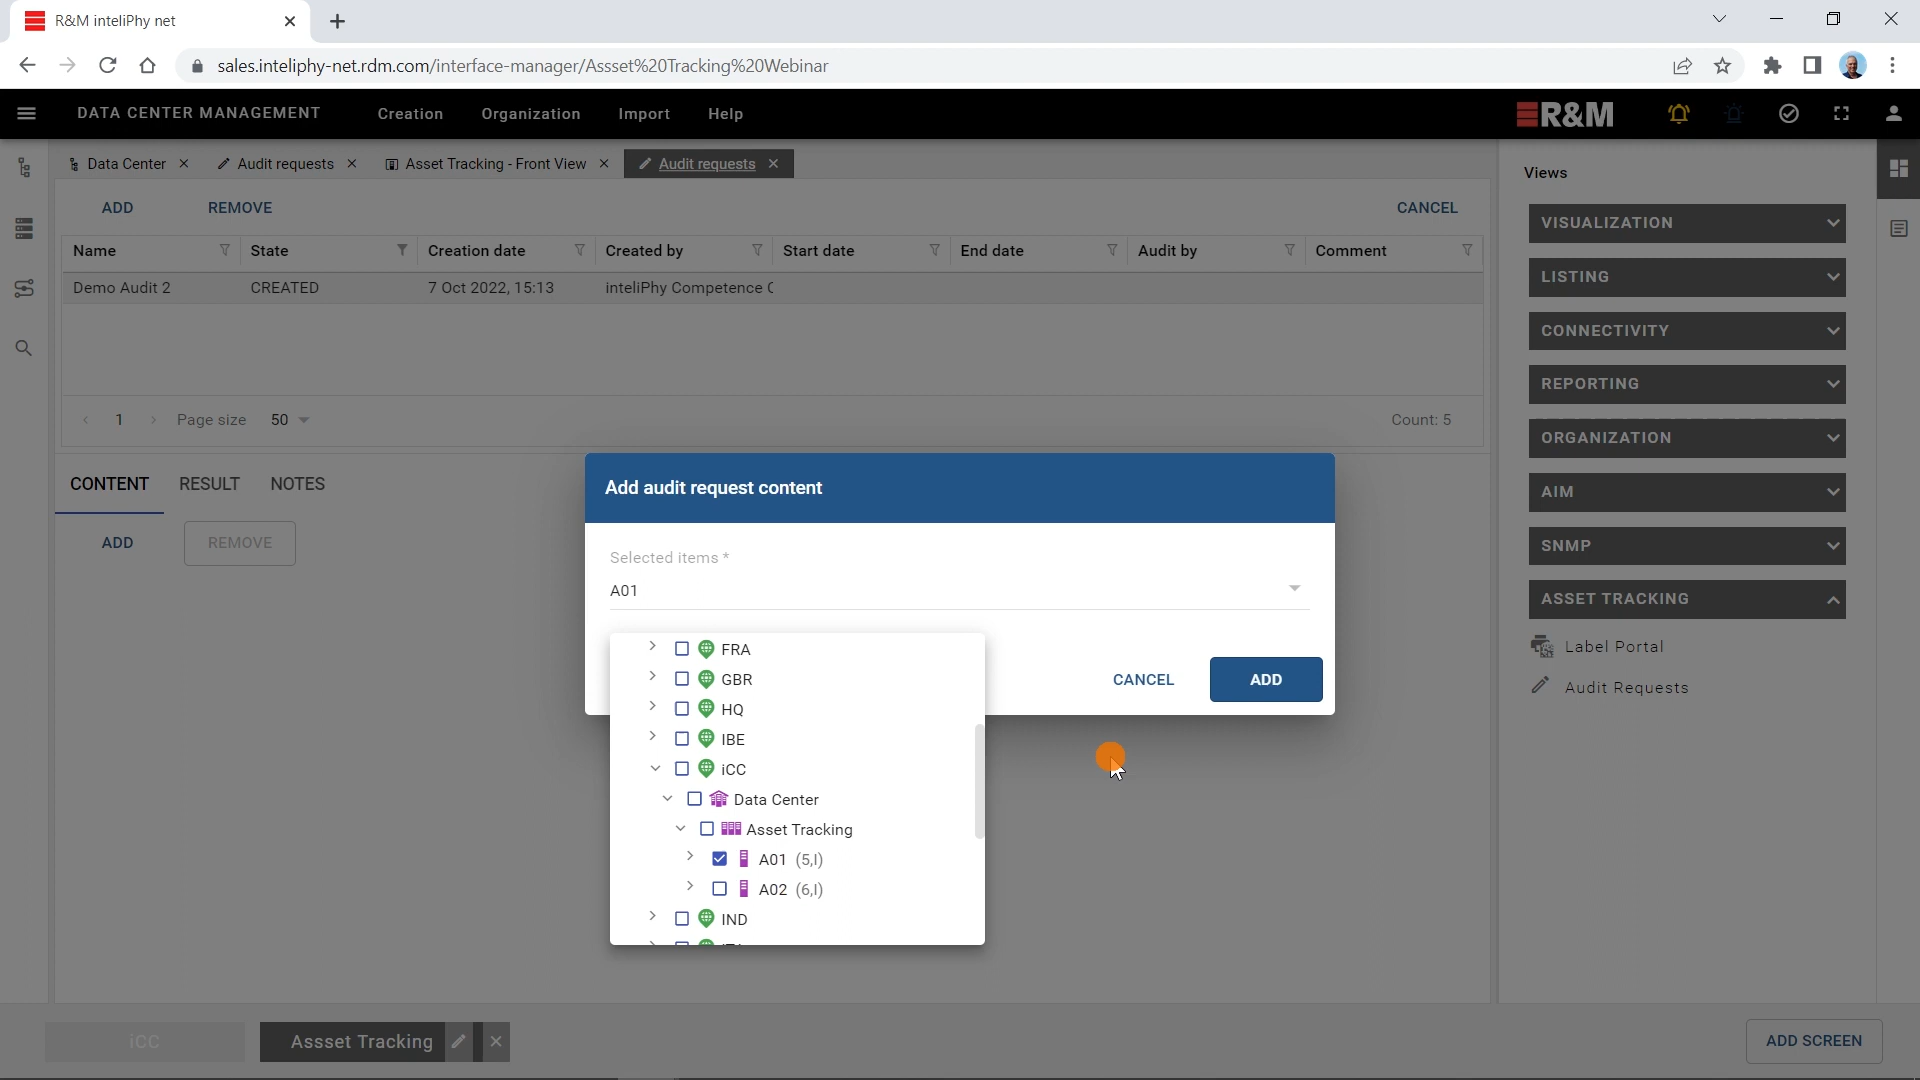 R&M inteliPhy net
sales.inteliphy-net.rdm.com/interface-manager/Assset%20Tracking%20Webinar
DATA CENTER MANAGEMENT Creation Organization Import Help R&M
Data Center Audit requests Asset Tracking - Front View Audit requests
ADD REMOVE CANCEL
Name State Creation date Created by Start date End date Audit by Comment
Demo Audit 2 CREATED 7 Oct 2022, 15:13 inteliPhy Competence C
1 Page size 50 Count: 5
CONTENT RESULT NOTES
ADD REMOVE
Add audit request content
Selected items *
A01
CANCEL ADD
FRA
GBR
HQ
IBE
iCC
Data Center
Asset Tracking
A01 (5,I)
A02 (6,I)
IND
Views
VISUALIZATION
LISTING
CONNECTIVITY
REPORTING
ORGANIZATION
AIM
SNMP
ASSET TRACKING
Label Portal
Audit Requests
iCC Assset Tracking ADD SCREEN